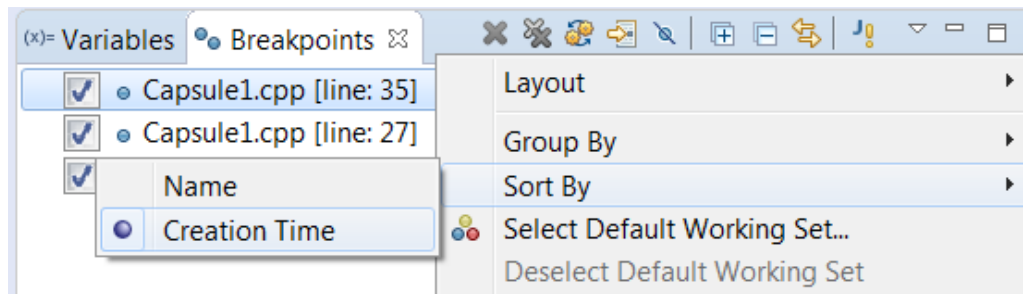 (x)= Variables Breakpoints
Capsule1.cpp [line: 35]
Layout
Capsule1.cpp [line: 27]
Group By
Name
Sort By
Creation Time
Select Default Working Set...
Deselect Default Working Set